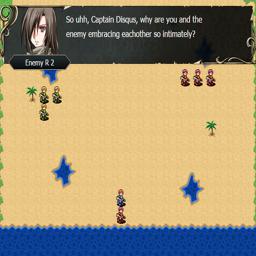 So uhh, Captain Disqus, why are you and the
enemy embracing eachother so intimately?
Enemy R 2